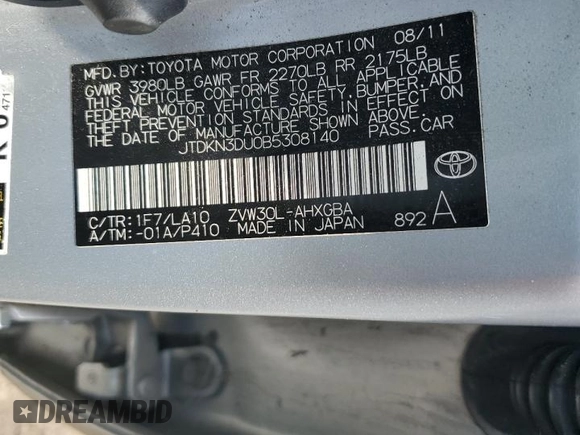 MFD. BY: TOYOTA MOTOR CORPORATION 08/11
GVWR 3980LB GAWR FR 2270LB RR 2175LB
THIS VEHICLE CONFORMS TO ALL APPLICABLE
FEDERAL MOTOR VEHICLE SAFETY, BUMPER, AND
THEFT PREVENTION STANDARDS IN EFFECT ON
THE DATE OF MANUFACTURE SHOWN ABOVE.
JTDKN3DU0B5308140 PASS. CAR
C/TR: 1F7/LA10 ZVW30L-AHXGBA
A/TM: -01A/P410 MADE IN JAPAN 892 A
DREAMBID